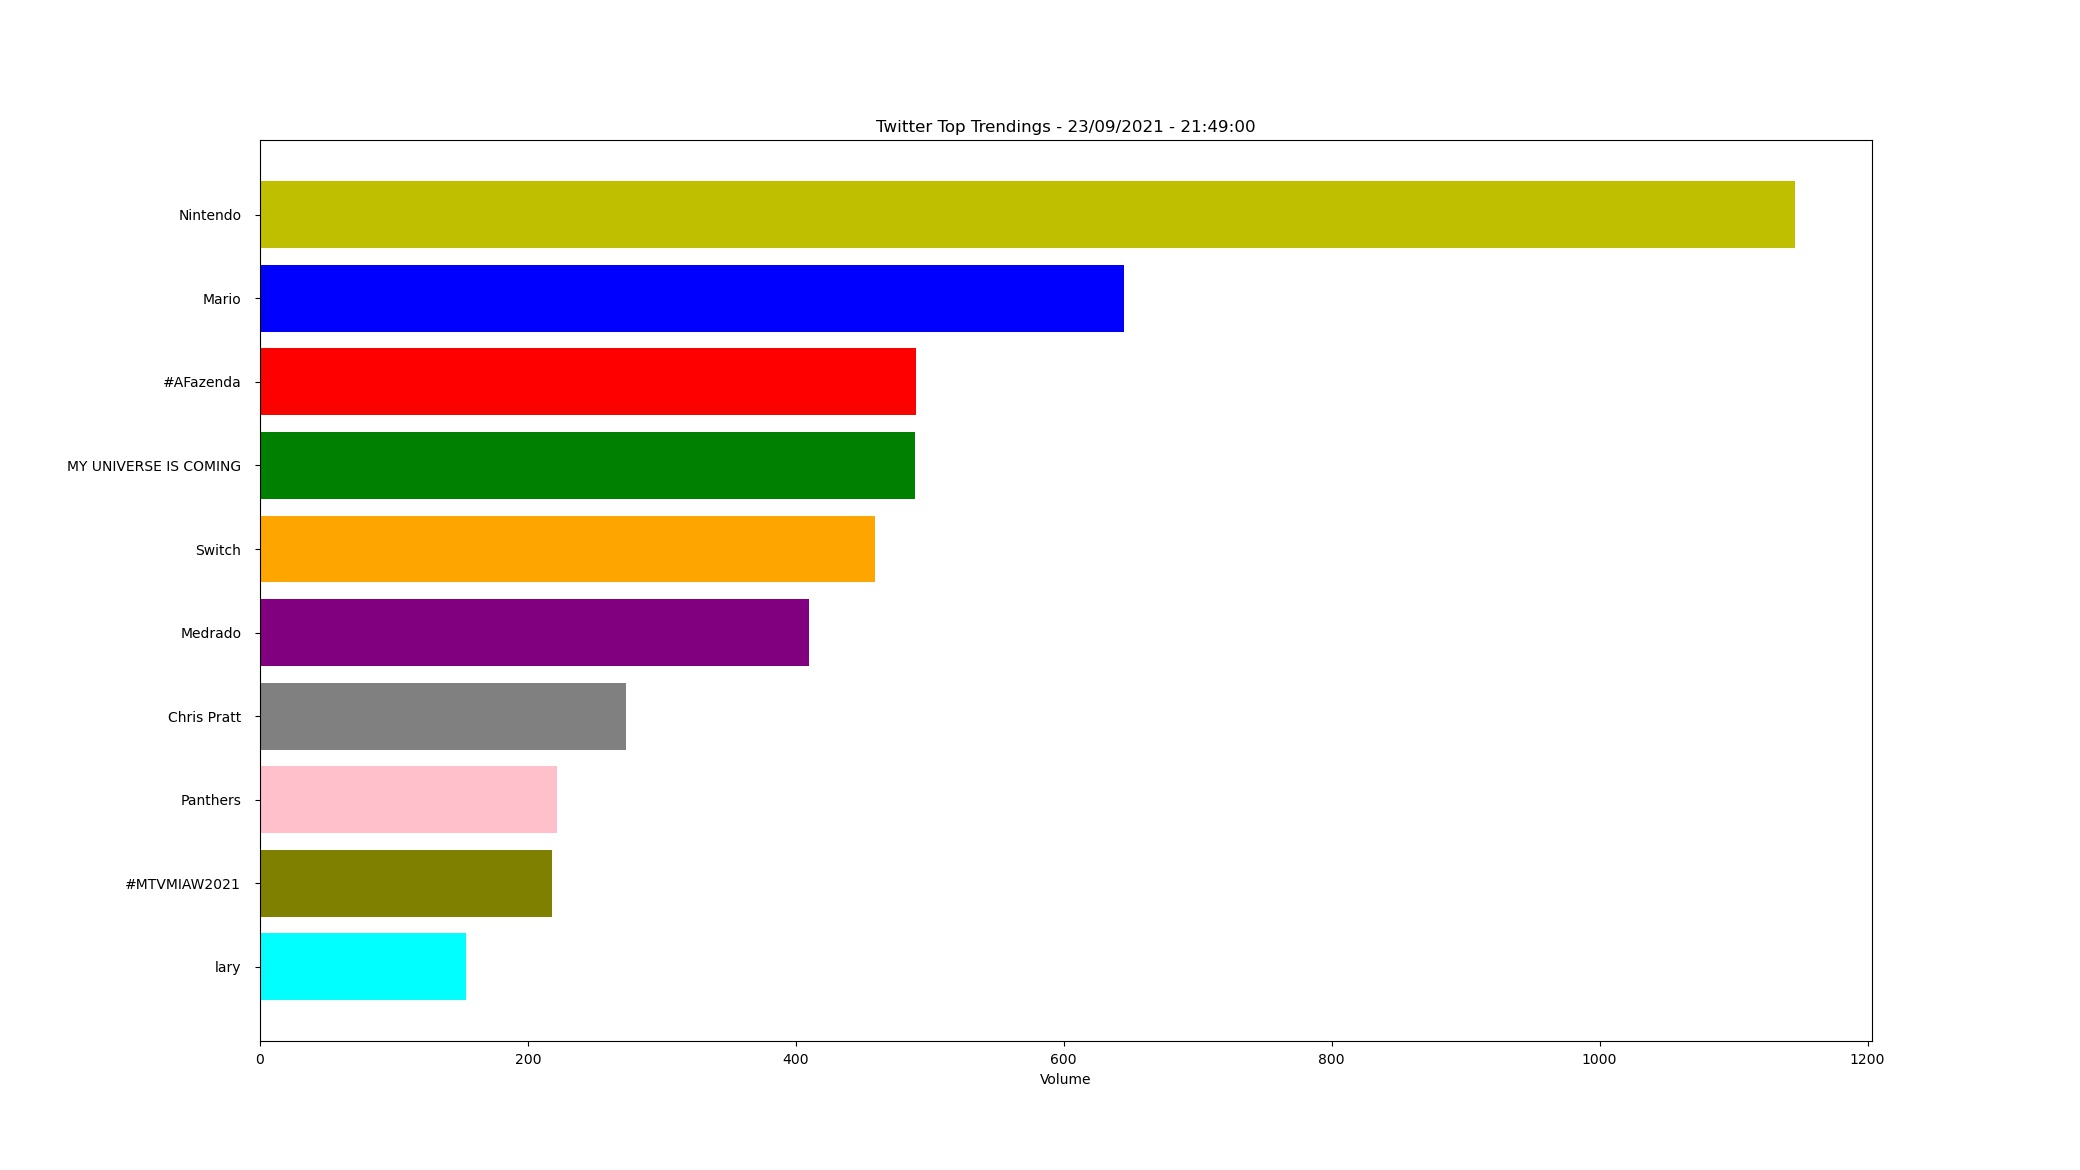 Twitter Top Trendings - 23/09/2021 - 21:49:00
Nintendo
Mario
#AFazenda
MY UNIVERSE IS COMING
Switch
Medrado
Chris Pratt
Panthers
#MTVMIAW2021
lary
0 200 400 600 800 1000 1200
Volume